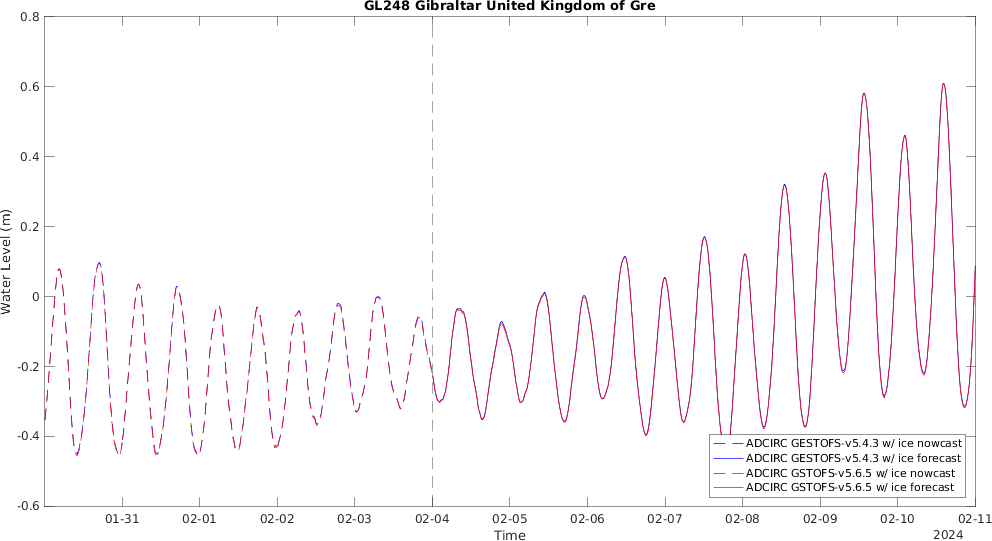 GL248 Gibraltar United Kingdom of Gre
0.8
0.6
0.4
0.2
0
-0.2
-0.4
-0.6
Water Level (m)
ADCIRC GESTOFS-v5.4.3 w/ ice nowcast
ADCIRC GESTOFS-v5.4.3 w/ ice forecast
ADCIRC GSTOFS-v5.6.5 w/ ice nowcast
ADCIRC GSTOFS-v5.6.5 w/ ice forecast
01-31 02-01 02-02 02-03 02-04 02-05 02-06 02-07 02-08 02-09 02-10 02-11
Time
2024